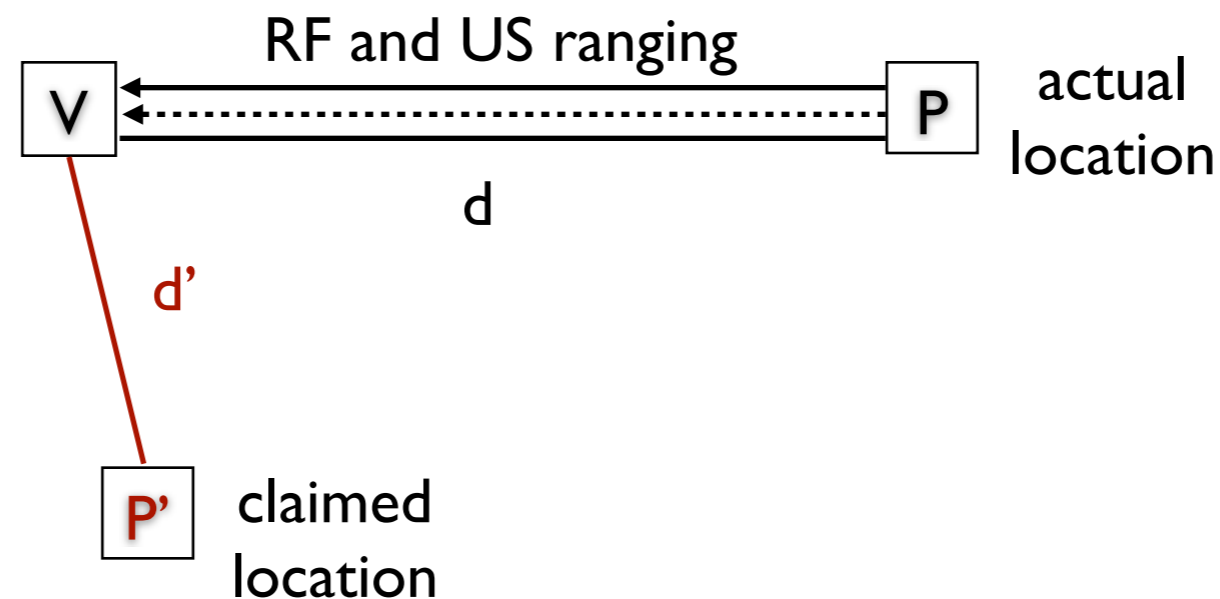 RF and US ranging
V
P
actual
location
d
d’
P’
claimed
location